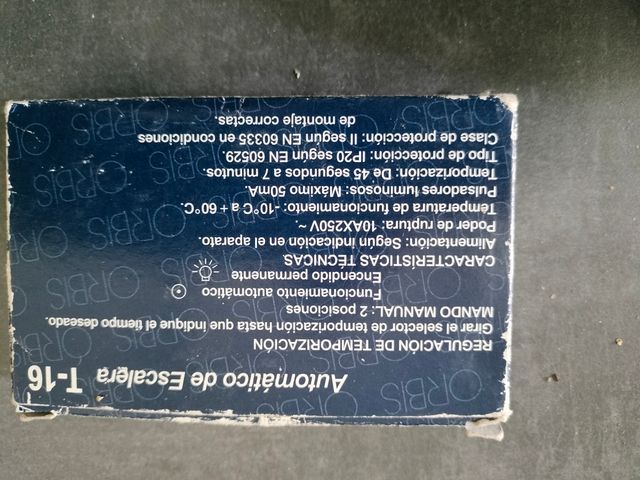 Automático de Escalera T-16
REGULACIÓN DE TEMPORIZACIÓN
Girar el selector de temporización hasta que indique el tiempo deseado.
MANDO MANUAL: 2 posiciones
Funcionamiento automático
Encendido permanente
CARACTERÍSTICAS TÉCNICAS
Alimentación: Según indicación en el aparato.
Poder de ruptura: 10AX250V ~
Temperatura de funcionamiento: -10°C a + 60°C.
Pulsadores luminosos: Máximo 50mA.
Temporización: De 45 segundos a 7 minutos.
Tipo de protección: IP20 según EN 60529.
Clase de protección: II según EN 60335 en condiciones
de montaje correctas.
ORBIS